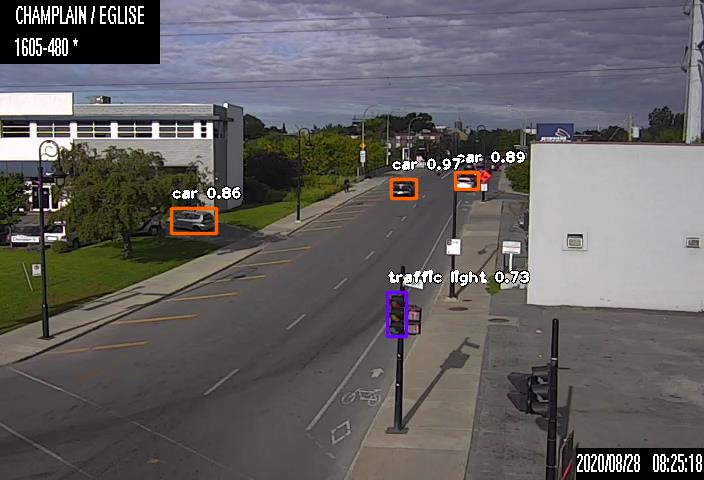 CHAMPLAIN / EGLISE
1605-480 *
car 0.97
car 0.89
car 0.86
traffic light 0.73
2020/08/28 08:25:18